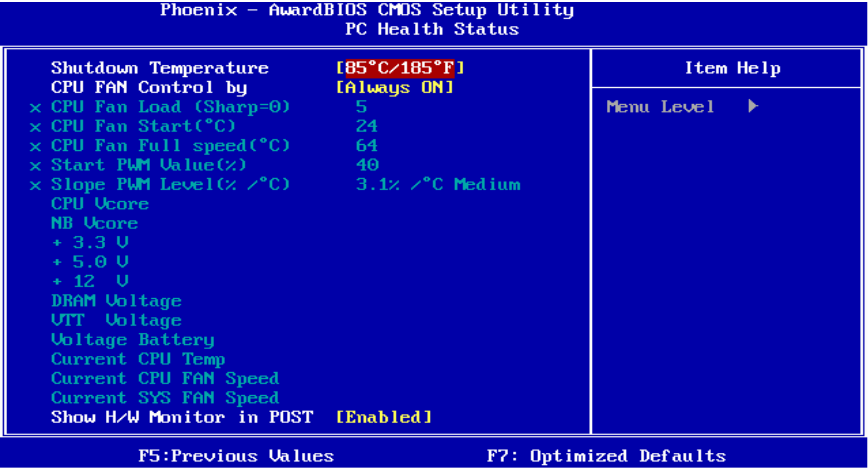 Phoenix - AwardBIOS CMOS Setup Utility
PC Health Status
Shutdown Temperature [85°C/185°F] Item Help
CPU FAN Control by [Always ON]
x CPU Fan Load (Sharp=0) 5 Menu Level ▶
x CPU Fan Start(°C) 24
x CPU Fan Full speed(°C) 64
x Start PWM Value(%) 40
x Slope PWM Level(% /°C) 3.1% /°C Medium
CPU Vcore
NB Vcore
+ 3.3 V
+ 5.0 V
+ 12 V
DRAM Voltage
VTT Voltage
Voltage Battery
Current CPU Temp
Current CPU FAN Speed
Current SYS FAN Speed
Show H/W Monitor in POST [Enabled]
F5:Previous Values F7: Optimized Defaults